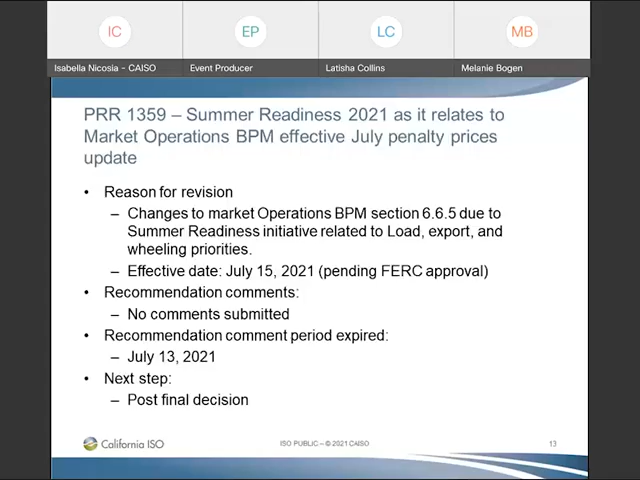 IC
EP
LC
MB
Isabella Nicosia – CAISO
Event Producer
Latisha Collins
Melanie Bogen
PRR 1359 – Summer Readiness 2021 as it relates to
Market Operations BPM effective July penalty prices
update
• Reason for revision
– Changes to market Operations BPM section 6.6.5 due to
Summer Readiness initiative related to Load, export, and
wheeling priorities.
– Effective date: July 15, 2021 (pending FERC approval)
• Recommendation comments:
– No comments submitted
• Recommendation comment period expired:
– July 13, 2021
• Next step:
– Post final decision
California ISO
ISO PUBLIC – © 2021 CAISO
13